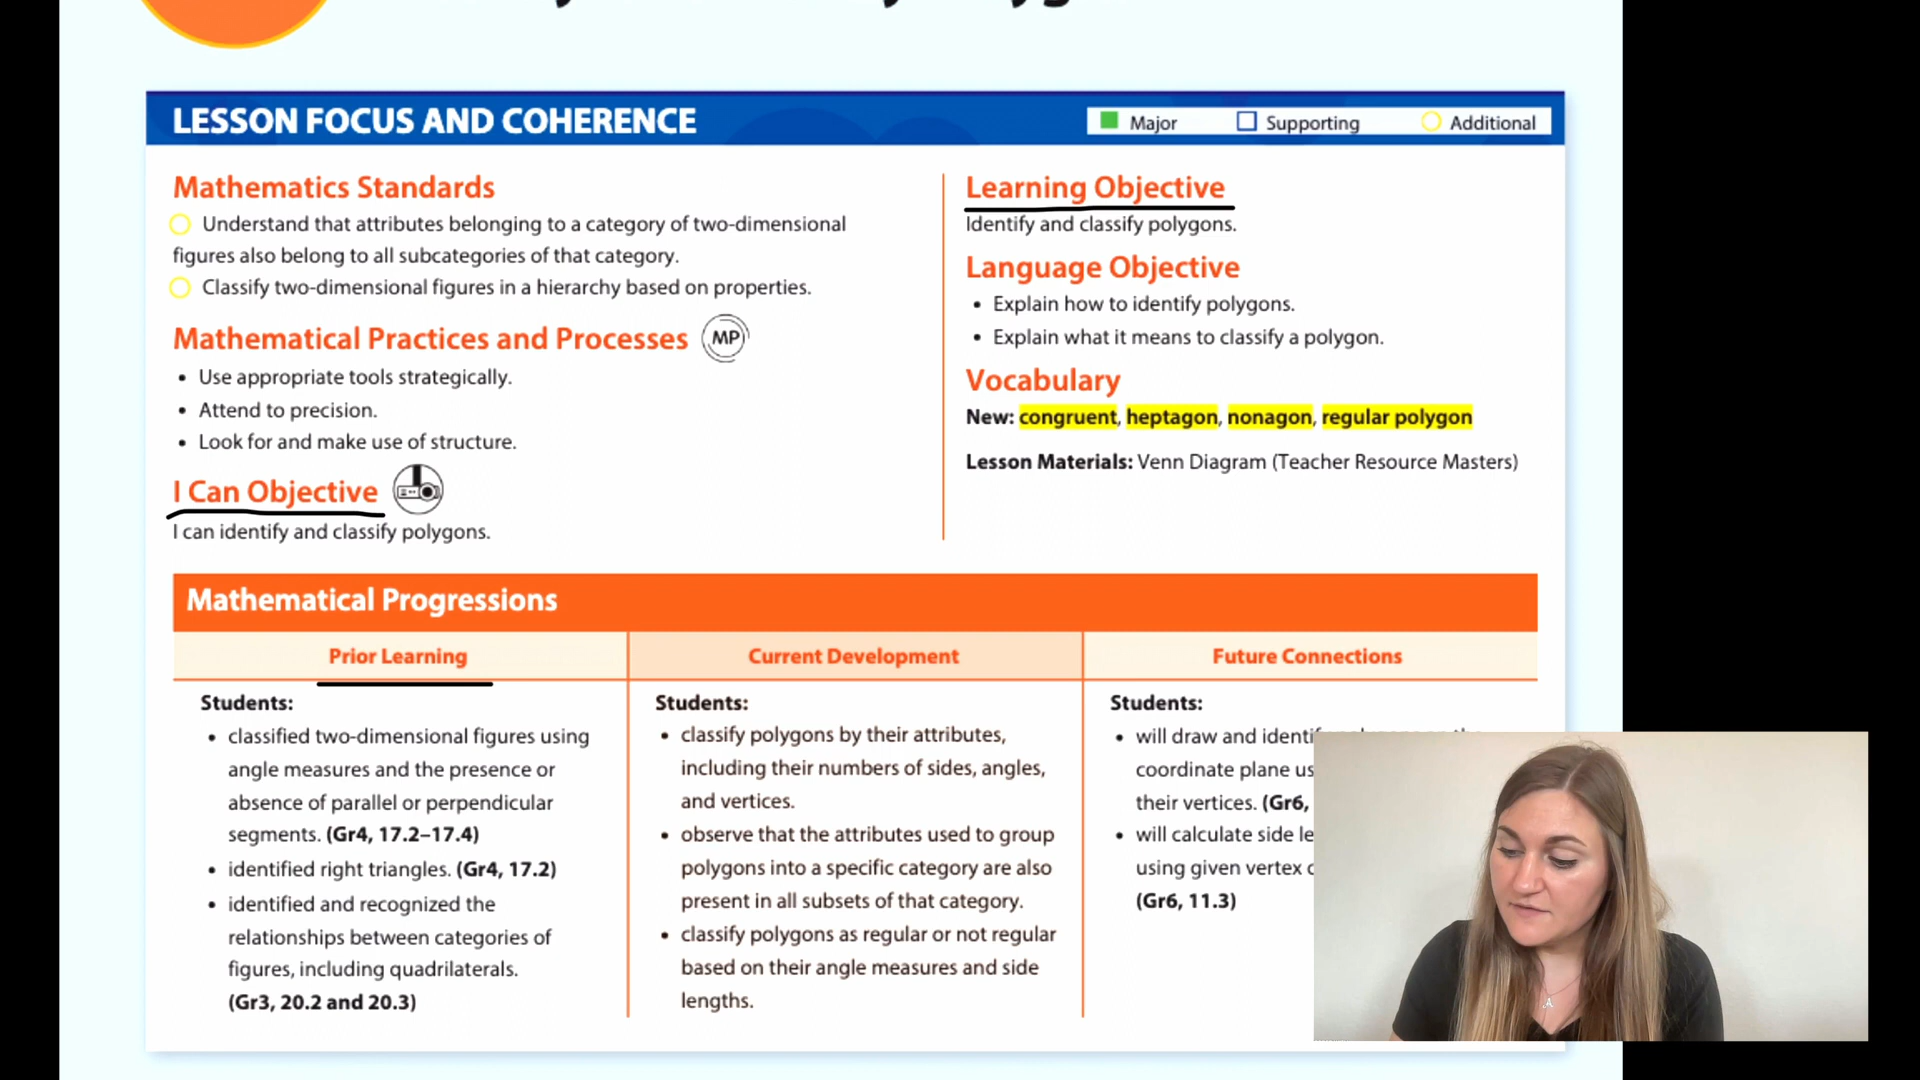 LESSON FOCUS AND COHERENCE
Major
Supporting
Additional
Mathematics Standards
Understand that attributes belonging to a category of two-dimensional
figures also belong to all subcategories of that category.
Classify two-dimensional figures in a hierarchy based on properties.
Mathematical Practices and Processes MP
• Use appropriate tools strategically.
• Attend to precision.
• Look for and make use of structure.
I Can Objective
I can identify and classify polygons.
Learning Objective
Identify and classify polygons.
Language Objective
• Explain how to identify polygons.
• Explain what it means to classify a polygon.
Vocabulary
New: congruent, heptagon, nonagon, regular polygon
Lesson Materials: Venn Diagram (Teacher Resource Masters)
Mathematical Progressions
Prior Learning
Students:
• classified two-dimensional figures using
angle measures and the presence or
absence of parallel or perpendicular
segments. (Gr4, 17.2–17.4)
• identified right triangles. (Gr4, 17.2)
• identified and recognized the
relationships between categories of
figures, including quadrilaterals.
(Gr3, 20.2 and 20.3)
Current Development
Students:
• classify polygons by their attributes,
including their numbers of sides, angles,
and vertices.
• observe that the attributes used to group
polygons into a specific category are also
present in all subsets of that category.
• classify polygons as regular or not regular
based on their angle measures and side
lengths.
Future Connections
Students:
• will draw and
coordinate plane
their vertices. (Gr6,
• will calculate side
using given vertex
(Gr6, 11.3)
A